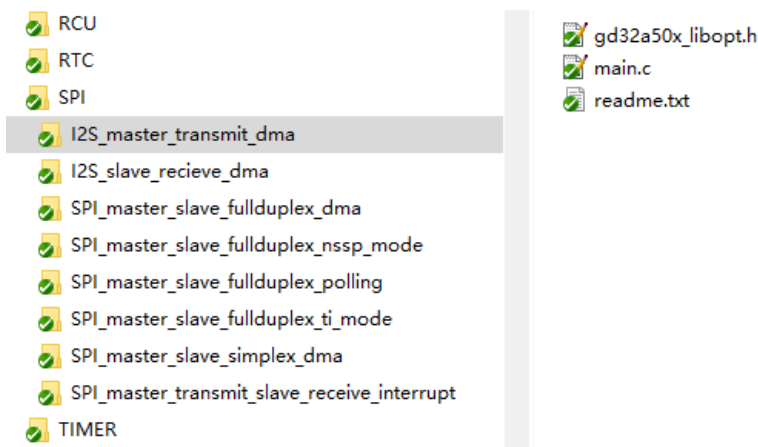 RCU
RTC
SPI
I2S_master_transmit_dma
I2S_slave_recieve_dma
SPI_master_slave_fullduplex_dma
SPI_master_slave_fullduplex_nssp_mode
SPI_master_slave_fullduplex_polling
SPI_master_slave_fullduplex_ti_mode
SPI_master_slave_simplex_dma
SPI_master_transmit_slave_receive_interrupt
TIMER
gd32a50x_libopt.h
main.c
readme.txt